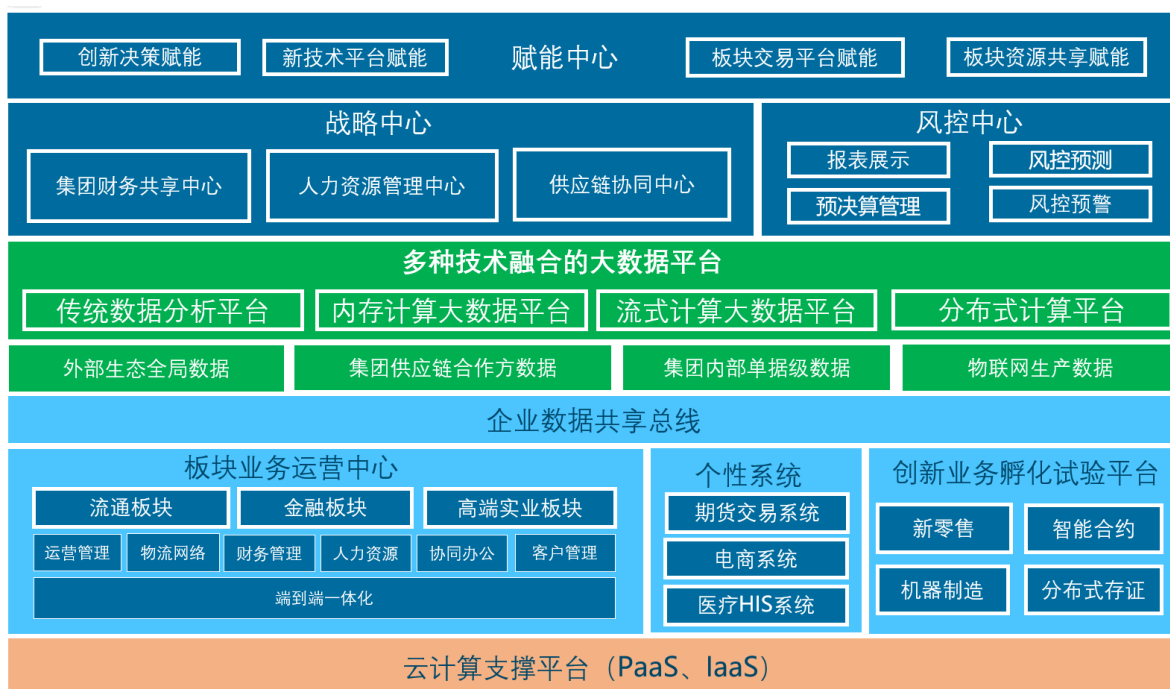 创新决策赋能 新技术平台赋能 赋能中心 板块交易平台赋能 板块资源共享赋能
战略中心
集团财务共享中心 人力资源管理中心 供应链协同中心
风控中心
报表展示 风控预测
预决算管理 风控预警
多种技术融合的大数据平台
传统数据分析平台 内存计算大数据平台 流式计算大数据平台 分布式计算平台
外部生态全局数据 集团供应链合作方数据 集团内部单据级数据 物联网生产数据
企业数据共享总线
板块业务运营中心
流通板块 金融板块 高端实业板块
运营管理 物流网络 财务管理 人力资源 协同办公 客户管理
端到端一体化
个性系统
期货交易系统
电商系统
医疗HIS系统
创新业务孵化试验平台
新零售 智能合约
机器制造 分布式存证
云计算支撑平台（PaaS、IaaS）